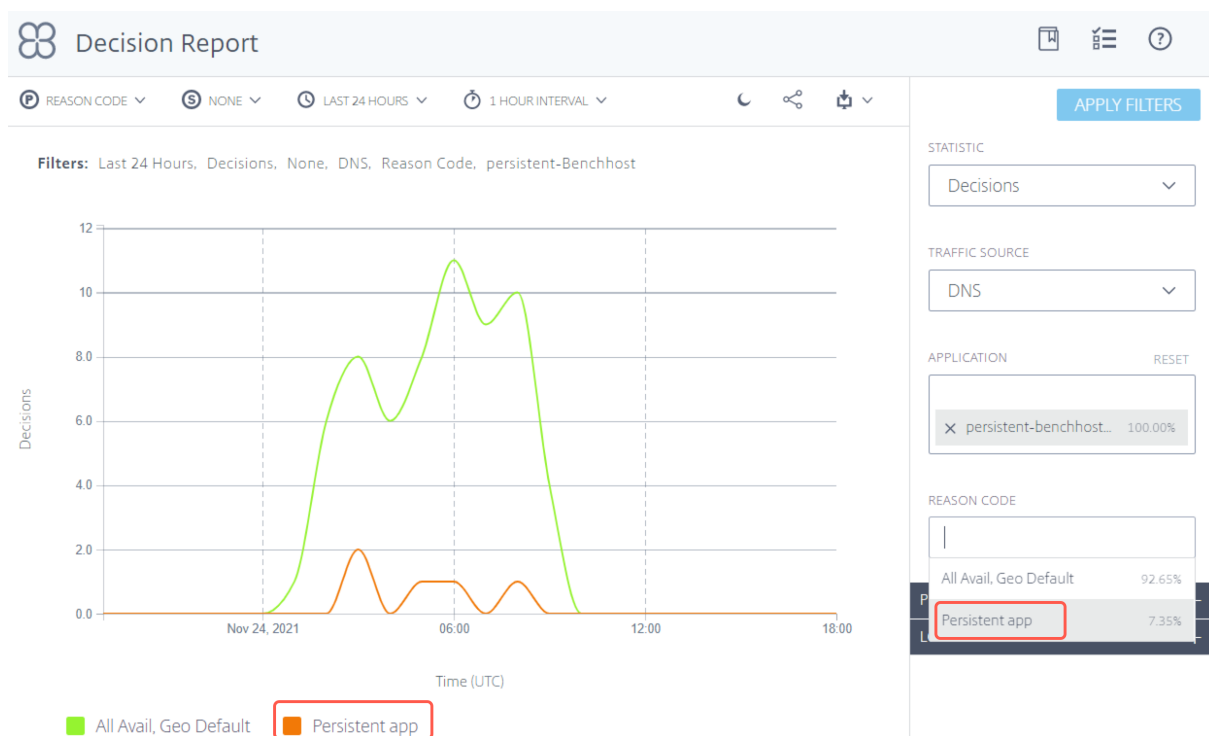 Decision Report
P REASON CODE S NONE LAST 24 HOURS 1 HOUR INTERVAL
APPLY FILTERS
Filters: Last 24 Hours, Decisions, None, DNS, Reason Code, persistent-Benchhost
STATISTIC
Decisions
TRAFFIC SOURCE
DNS
APPLICATION RESET
persistent-benchhost... 100.00%
REASON CODE
All Avail, Geo Default 92.65%
P
Persistent app 7.35%
L
12
10
8.0
6.0
4.0
2.0
0.0
Decisions
Nov 24, 2021 06:00 12:00 18:00
Time (UTC)
All Avail, Geo Default Persistent app